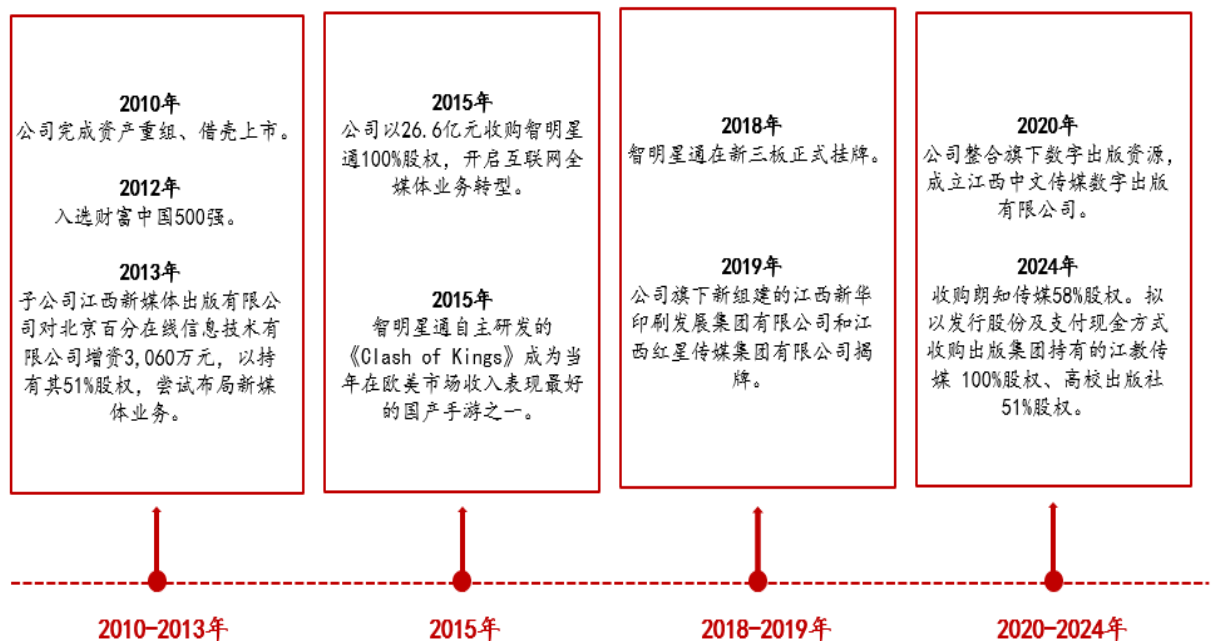 2010年
公司完成资产重组、借壳上市。
2012年
入选财富中国500强。
2013年
子公司江西新媒体出版有限公
司对北京百分在线信息技术有
限公司增资3,060万元，以持
有其51%股权，尝试布局新媒
体业务。
2015年
公司以26.6亿元收购智明星
通100%股权，开启互联网全
媒体业务转型。
2015年
智明星通自主研发的
《Clash of Kings》成为当
年在欧美市场收入表现最好
的国产手游之一。
2018年
智明星通在新三板正式挂牌。
2019年
公司旗下新组建的江西新华
印刷发展集团有限公司和江
西红星传媒集团有限公司揭
牌。
2020年
公司整合旗下数字出版资源，
成立江西中文传媒数字出版
有限公司。
2024年
收购朗知传媒58%股权。拟
以发行股份及支付现金方式
收购出版集团持有的江教传
媒 100%股权、高校出版社
51%股权。
2010-2013年
2015年
2018-2019年
2020-2024年